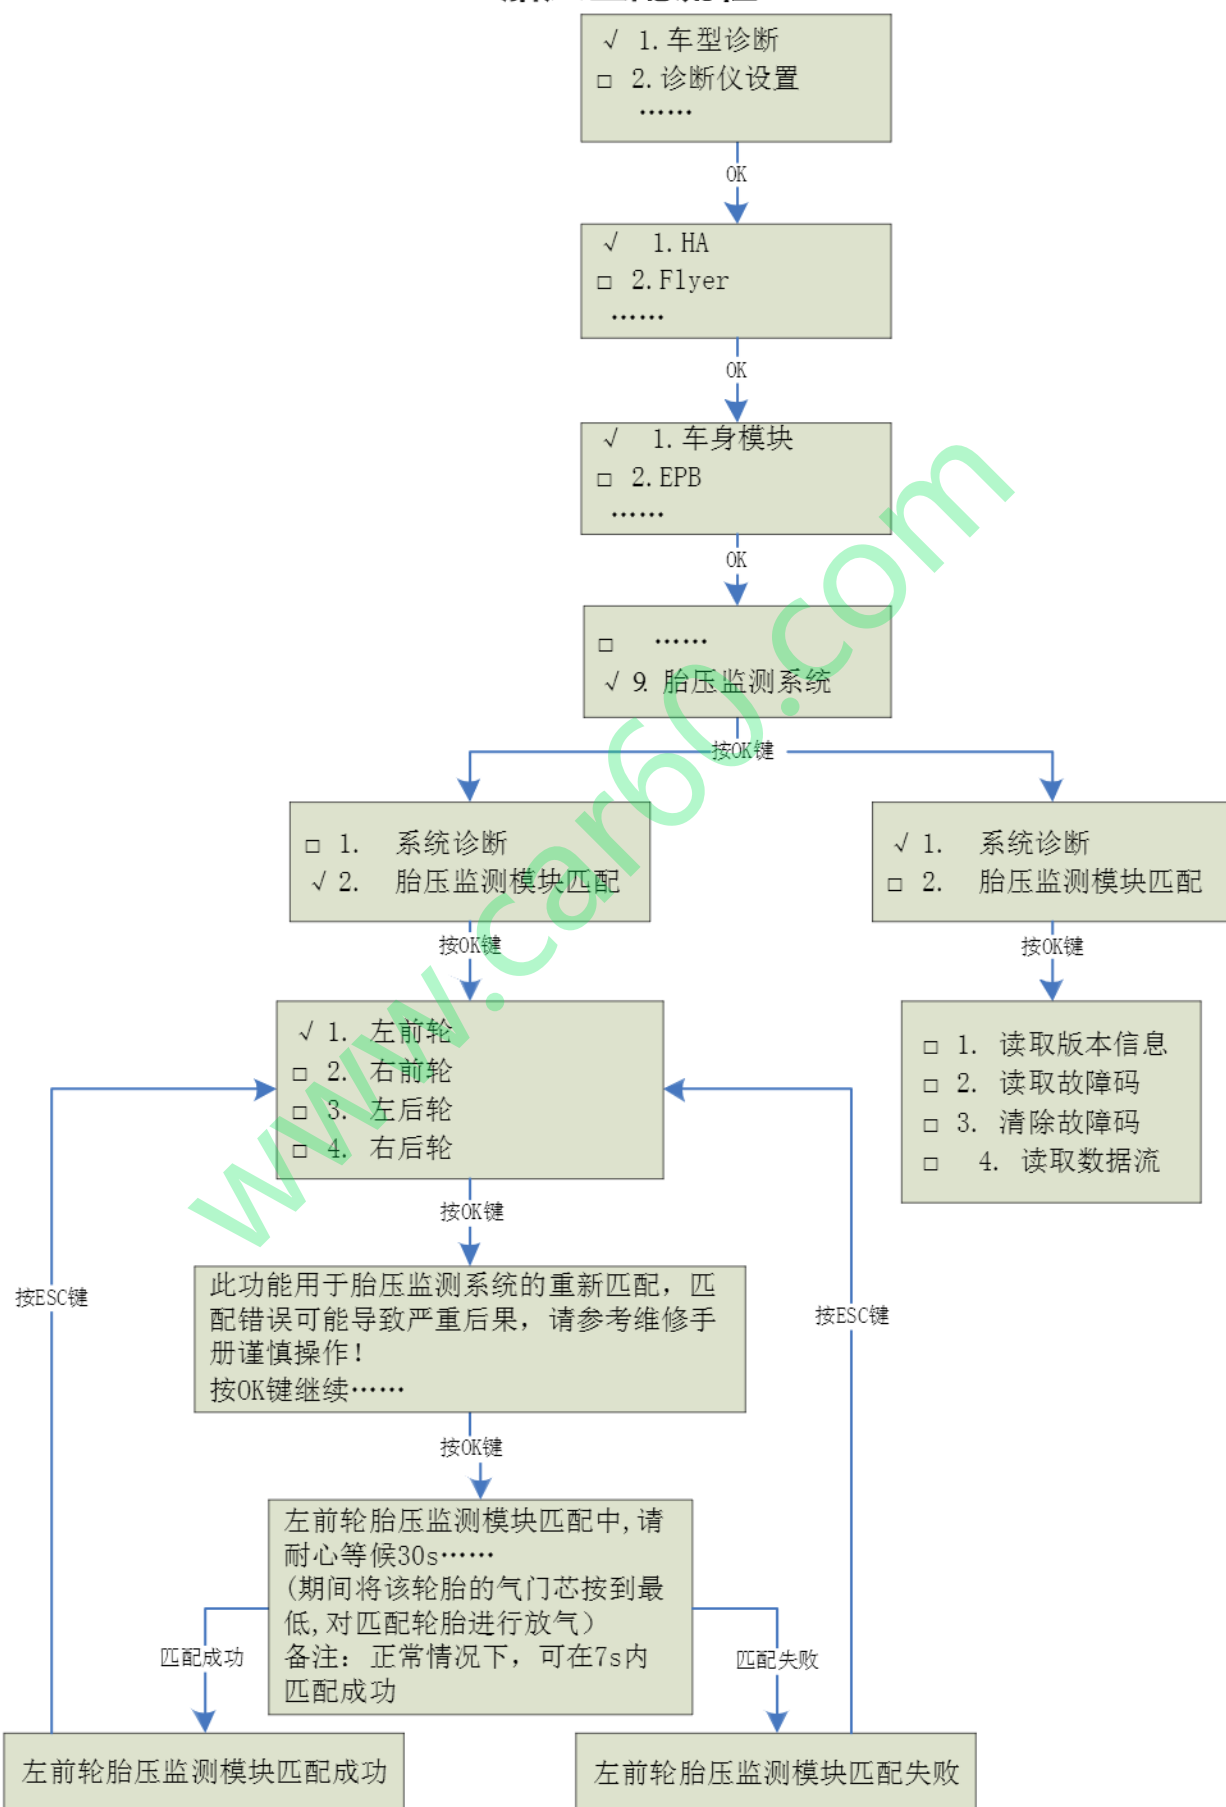 √ 1.车型诊断
□ 2.诊断仪设置
……
OK
√ 1.HA
□ 2.Flyer
……
OK
√ 1.车身模块
□ 2.EPB
……
OK
□ ……
√ 9. 胎压监测系统
按OK键
□ 1. 系统诊断
√ 2. 胎压监测模块匹配
√ 1. 系统诊断
□ 2. 胎压监测模块匹配
按OK键
按OK键
√ 1. 左前轮
□ 2. 右前轮
□ 3. 左后轮
□ 4. 右后轮
□ 1. 读取版本信息
□ 2. 读取故障码
□ 3. 清除故障码
□ 4. 读取数据流
按OK键
按ESC键
按ESC键
此功能用于胎压监测系统的重新匹配，匹
配错误可能导致严重后果，请参考维修手
册谨慎操作！
按OK键继续……
按OK键
左前轮胎压监测模块匹配中,请
耐心等候30s……
(期间将该轮胎的气门芯按到最
低,对匹配轮胎进行放气)
备注：正常情况下，可在7s内
匹配成功
匹配成功
匹配失败
左前轮胎压监测模块匹配成功
左前轮胎压监测模块匹配失败
www.car60.com